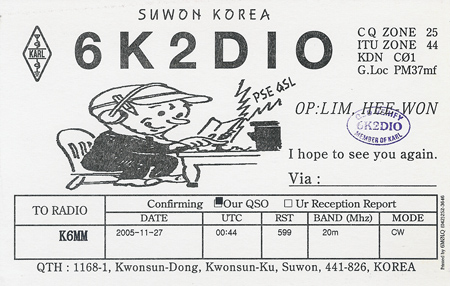 SUWON KOREA
6K2DIO
CQ ZONE 25
ITU ZONE 44
KDN CØ1
G.Loc PM37mf
KARL
PSE QSL
OP:LIM, HEE-WON
6K2DIO
MEMBER OF KARL
I hope to see you again.
Via :
TO RADIO
Confirming Our QSO Ur Reception Report
DATE UTC RST BAND (Mhz) MODE
K6MM 2005-11-27 00:44 599 20m CW
QTH : 1168-1, Kwonsun-Dong, Kwonsun-Ku, Suwon, 441-826, KOREA